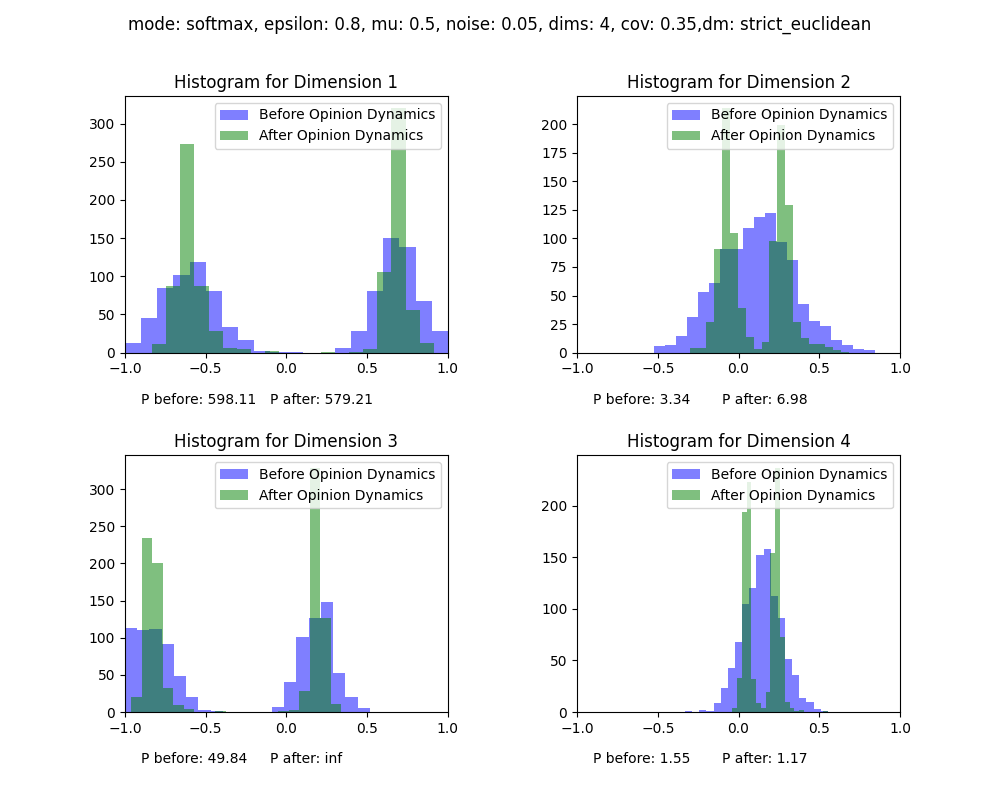 mode: softmax, epsilon: 0.8, mu: 0.5, noise: 0.05, dims: 4, cov: 0.35,dm: strict_euclidean
Histogram for Dimension 1
Before Opinion Dynamics
After Opinion Dynamics
300
250
200
150
100
50
0
−1.0 −0.5 0.0 0.5 1.0
P before: 598.11 P after: 579.21
Histogram for Dimension 2
Before Opinion Dynamics
After Opinion Dynamics
200
175
150
125
100
75
50
25
0
−1.0 −0.5 0.0 0.5 1.0
P before: 3.34 P after: 6.98
Histogram for Dimension 3
Before Opinion Dynamics
After Opinion Dynamics
300
250
200
150
100
50
0
−1.0 −0.5 0.0 0.5 1.0
P before: 49.84 P after: inf
Histogram for Dimension 4
Before Opinion Dynamics
After Opinion Dynamics
200
150
100
50
0
−1.0 −0.5 0.0 0.5 1.0
P before: 1.55 P after: 1.17